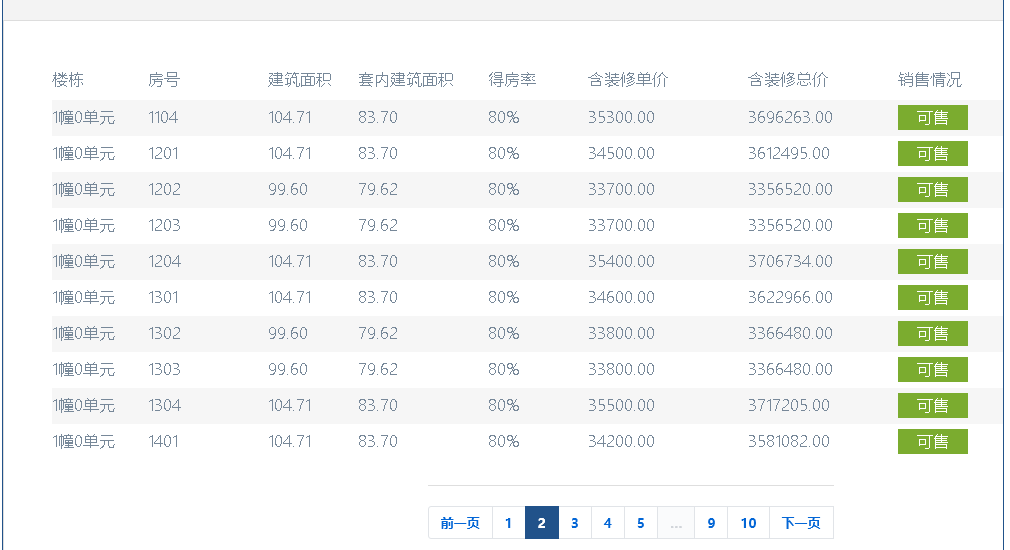 楼栋 房号 建筑面积 套内建筑面积 得房率 含装修单价 含装修总价 销售情况
1幢0单元 1104 104.71 83.70 80% 35300.00 3696263.00 可售
1幢0单元 1201 104.71 83.70 80% 34500.00 3612495.00 可售
1幢0单元 1202 99.60 79.62 80% 33700.00 3356520.00 可售
1幢0单元 1203 99.60 79.62 80% 33700.00 3356520.00 可售
1幢0单元 1204 104.71 83.70 80% 35400.00 3706734.00 可售
1幢0单元 1301 104.71 83.70 80% 34600.00 3622966.00 可售
1幢0单元 1302 99.60 79.62 80% 33800.00 3366480.00 可售
1幢0单元 1303 99.60 79.62 80% 33800.00 3366480.00 可售
1幢0单元 1304 104.71 83.70 80% 35500.00 3717205.00 可售
1幢0单元 1401 104.71 83.70 80% 34200.00 3581082.00 可售
前一页 1 2 3 4 5 ... 9 10 下一页